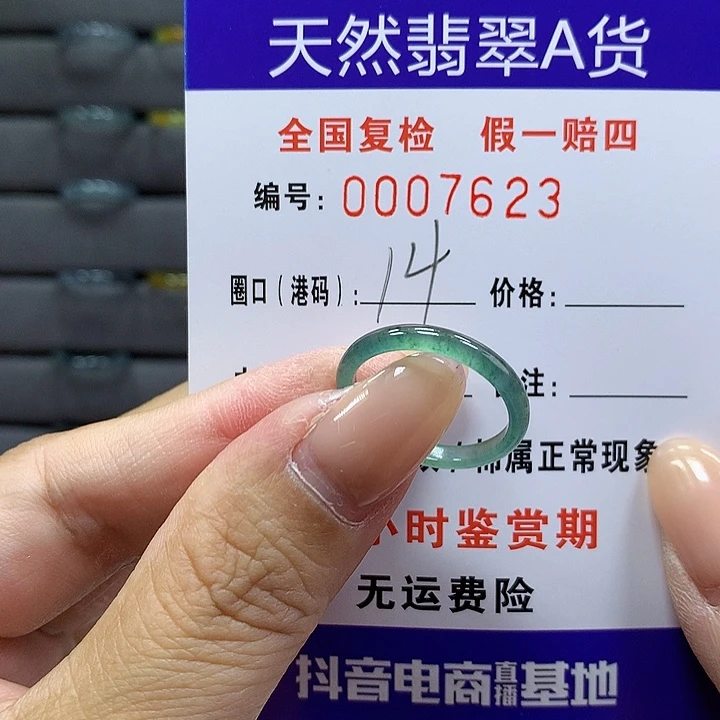 天然翡翠A货
全国复检 假一赔四
编号: 0007623
圈口(港码): 14 价格:
注:
属正常现象
小时鉴赏期
无运费险
抖音电商直播基地